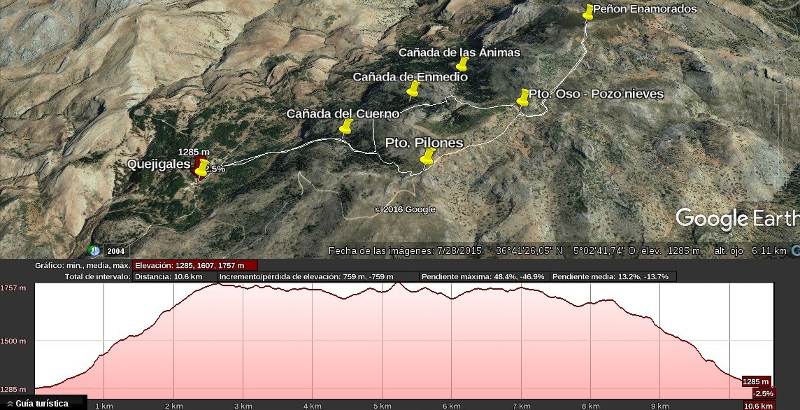 Peñon Enamorados
Cañada de las Ánimas
Cañada de Enmedio
Pto. Oso - Pozo nieves
Cañada del Cuerno
Pto. Pilones
1285 m
Quejigales
2.5%
© 2016 Google
Google Earth
2004
Fecha de las imágenes: 7/28/2015 36°41'26,05" N 5°02'41,74" O elev. 1285 m alt. ojo 6.11 km
Gráfico: mín., media, máx. Elevación: 1285, 1607, 1757 m
Total de intervalo: Distancia: 10.6 km Incremento/pérdida de elevación: 759 m, -759 m Pendiente máxima: 48.4%, -46.9% Pendiente media: 13.2%, -13.7%
1757 m
1500 m
1285 m
1285 m
-2.5%
Guía turística 1 km 2 km 3 km 4 km 5 km 6 km 7 km 8 km 9 km 10.6 km